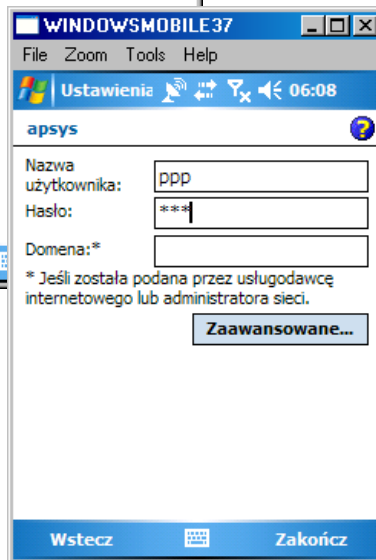 WINDOWSMOBILE37
File Zoom Tools Help
Ustawienia 06:08
apsys
Nazwa
użytkownika: ppp
Hasło: ***
Domena:*
* Jeśli została podana przez usługodawcę
internetowego lub administratora sieci.
Zaawansowane...
Wstecz Zakończ